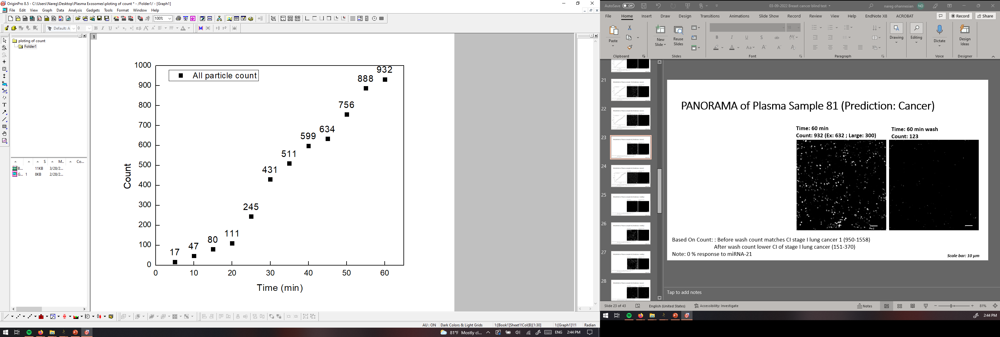 OriginPro 8.5 - C:\Users\Nareg\Desktop\Plasma Exosomes\ploting of count * - /Folder1/ - [Graph1]
File Edit View Graph Data Analysis Gadgets Tools Format Window Help
100%
Default: A 0 B I U
ploting of count
Folder1
S M.. Co...
B... 11KB 3/28/2...
G... 1 8KB 2/28/2...
1
All particle count
1000
900
800
700
600
500
400
300
200
100
0
Count
17
47
80
111
245
431
511
599
634
756
888
932
0 10 20 30 40 50 60
Time (min)
AU : ON Dark Colors & Light Grids 1:[Book1]Sheet1!Col(B)[1:30] 1:[Graph1]1!1 Radian
81°F Mostly cl... ENG 2:44 PM
AutoSave Off 03-09-2022 Breast cancer blind test nareg ohannesian NO
File Home Insert Draw Design Transitions Animations Slide Show Record Review View Help EndNote X8 ACROBAT Record Share
Paste
New Slide
Reuse Slides
18
B I U S ab AV
Aa A A
Drawing
Editing
Dictate
Design Ideas
Clipboard Slides Font Paragraph Voice Designer
21
22
23
24
25
26
27
28
PANORAMA of Plasma Sample 81 (Prediction: Cancer)
Time: 60 min
Count: 932 (Ex: 632 ; Large: 300)
Time: 60 min wash
Count: 123
Based On Count: : Before wash count matches CI stage I lung cancer 1 (950-1558)
After wash count lower CI of stage I lung cancer (151-370)
Note: 0 % response to miRNA-21
Scale bar: 10 µm
Tap to add notes
Slide 23 of 43 English (United States) Accessibility: Investigate Notes 81%
2:44 PM